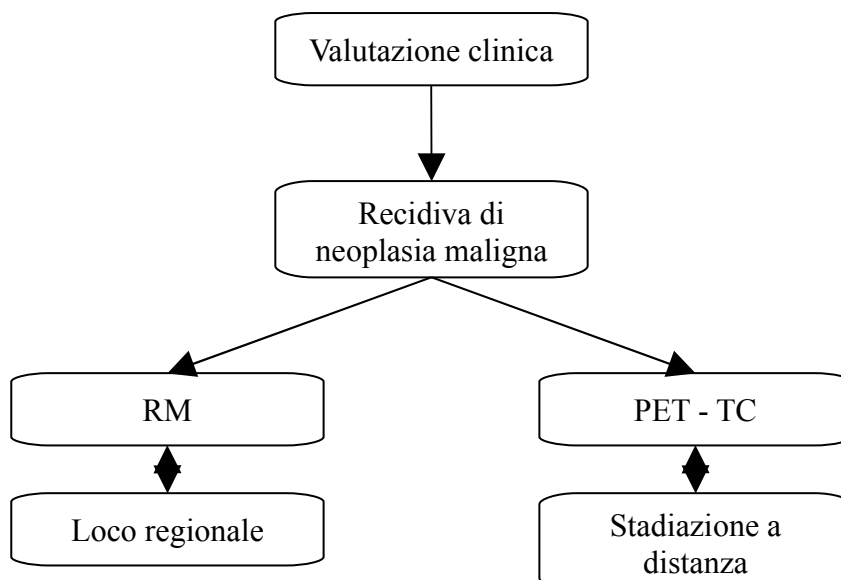 Valutazione clinica
Recidiva di
neoplasia maligna
RM
PET - TC
Loco regionale
Stadiazione a
distanza